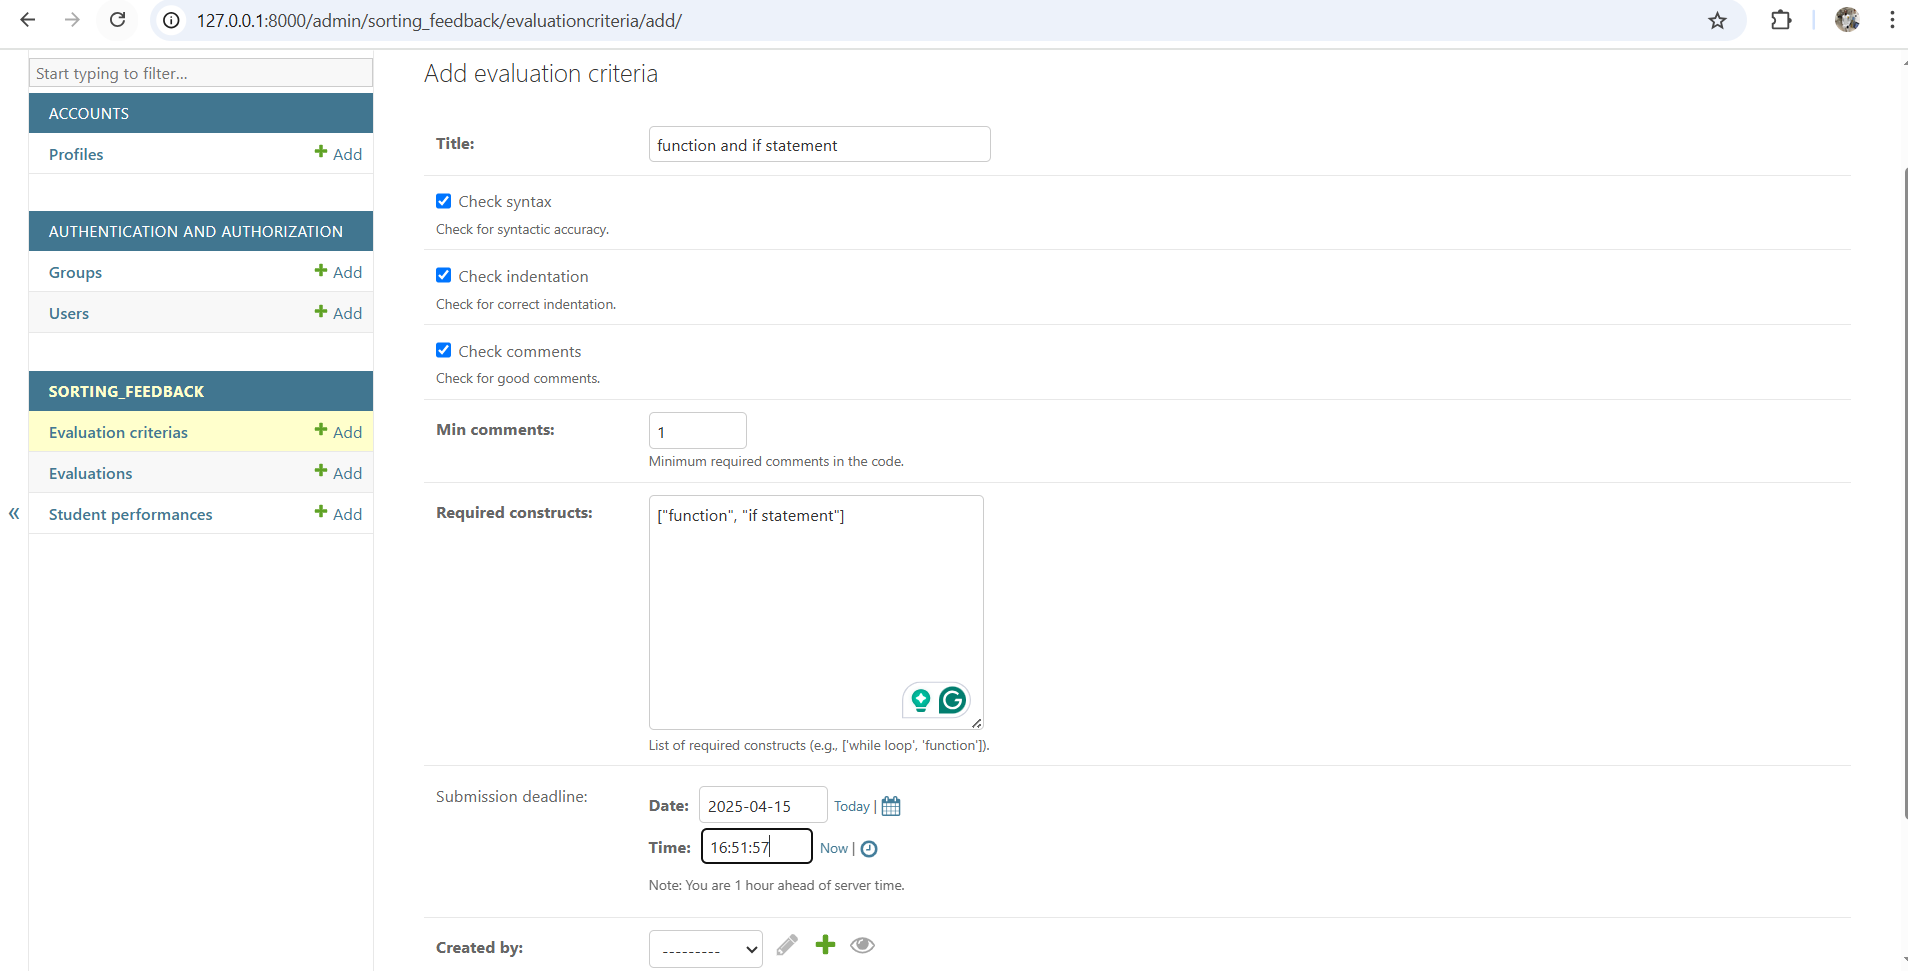 127.0.0.1:8000/admin/sorting_feedback/evaluationcriteria/add/
Start typing to filter...
ACCOUNTS
Profiles
Add
AUTHENTICATION AND AUTHORIZATION
Groups
Add
Users
Add
SORTING_FEEDBACK
Evaluation criterias
Add
Evaluations
Add
Student performances
Add
«
Add evaluation criteria
Title:
function and if statement
Check syntax
Check for syntactic accuracy.
Check indentation
Check for correct indentation.
Check comments
Check for good comments.
Min comments:
1
Minimum required comments in the code.
Required constructs:
["function", "if statement"]
List of required constructs (e.g., ['while loop', 'function']).
Submission deadline:
Date: 2025-04-15 Today |
Time: 16:51:57 Now |
Note: You are 1 hour ahead of server time.
Created by:
---------